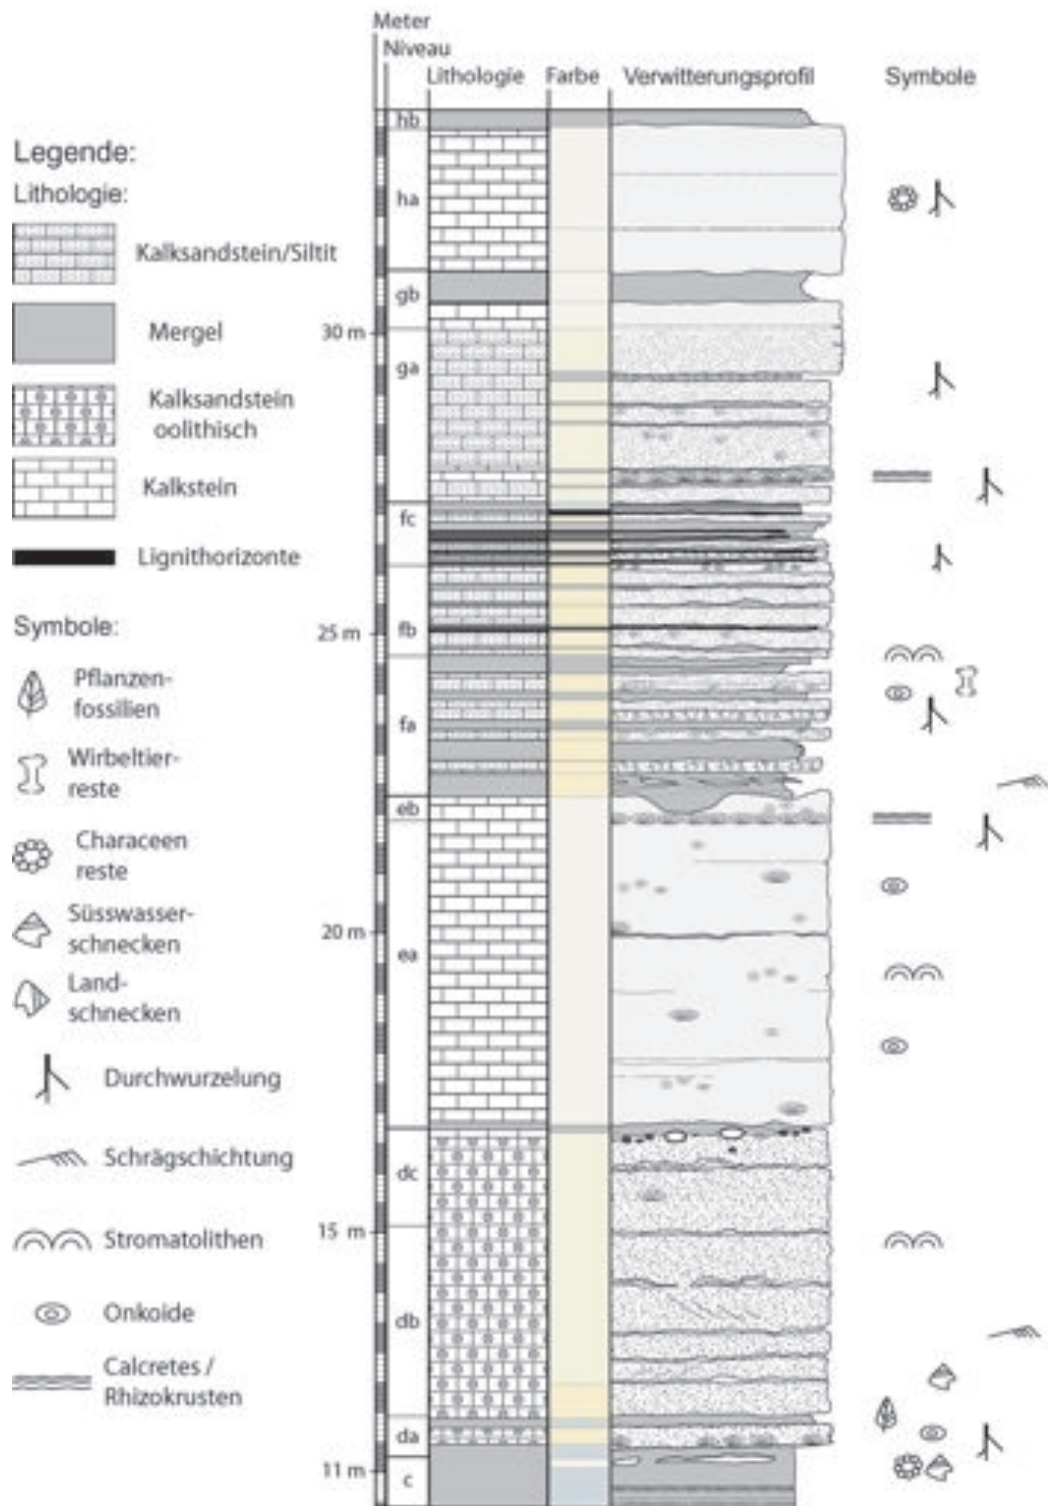 Meter
Niveau
Lithologie Farbe Verwitterungsprofil Symbole
Legende:
Lithologie:
Kalksandstein/Siltit
Mergel
Kalksandstein
oolithisch
Kalkstein
Lignithorizonte
Symbole:
Pflanzen-
fossilien
Wirbeltier-
reste
Characeen
reste
Süsswasser-
schnecken
Land-
schnecken
Durchwurzelung
Schrägschichtung
Stromatolithen
Onkoide
Calcretes /
Rhizokrusten
hb
ha
gb
30 m
ga
fc
25 m
fb
fa
eb
20 m
ea
dc
15 m
db
da
11 m
c